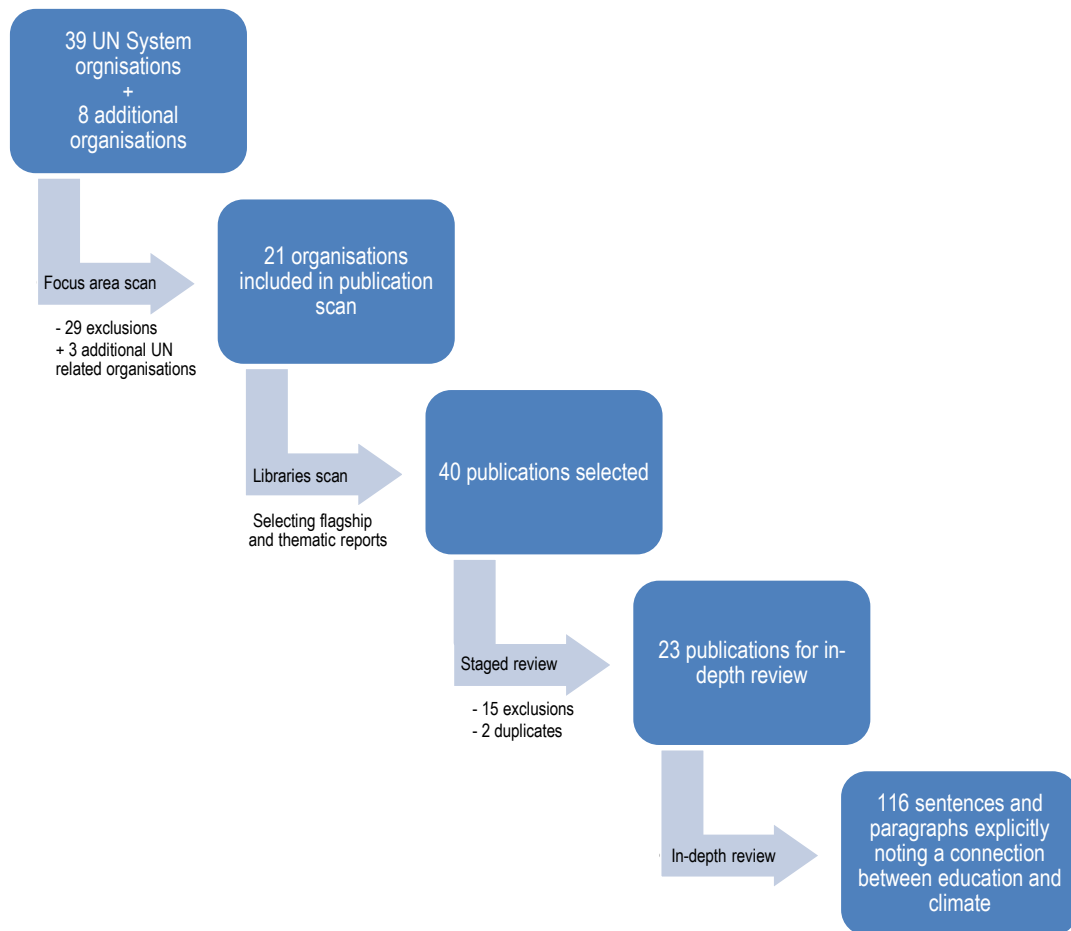 39 UN System
orgnisations
+
8 additional
organisations
Focus area scan
- 29 exclusions
+ 3 additional UN
related organisations
21 organisations
included in publication
scan
Libraries scan
Selecting flagship
and thematic reports
40 publications selected
Staged review
- 15 exclusions
- 2 duplicates
23 publications for in-
depth review
In-depth review
116 sentences and
paragraphs explicitly
noting a connection
between education and
climate